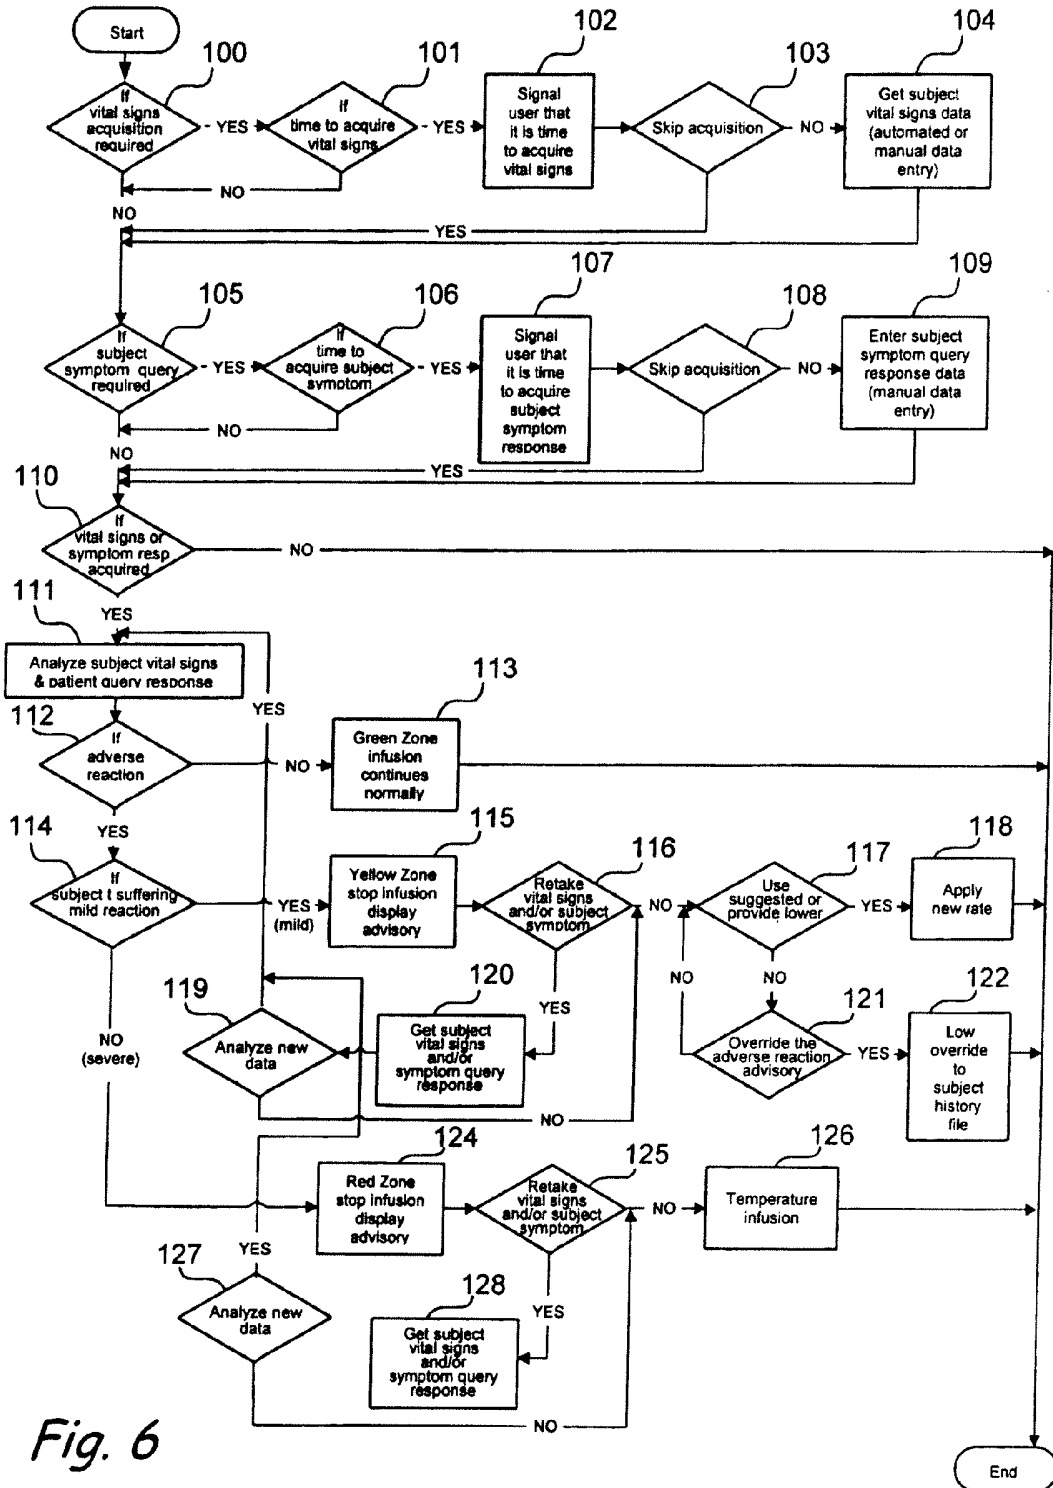 Start
100
101
102
103
104
If
vital signs
acquisition
required
YES
If
time to acquire
vital signs
YES
Signal
user that
it is time
to acquire
vital signs
Skip acquisition
NO
Get subject
vital signs data
(automated or
manual data
entry)
NO
NO
YES
105
106
107
108
109
If
subject
symptom query
required
YES
If
time to
acquire subject
symptom
YES
Signal
user that
it is time
to acquire
subject
symptom
response
Skip acquisition
NO
Enter subject
symptom query
response data
(manual data
entry)
NO
NO
YES
110
If
vital signs or
symptom resp
acquired
NO
YES
111
Analyze subject vital signs
& patient query response
YES
112
If
adverse
reaction
NO
113
Green Zone
infusion
continues
normally
YES
114
If
subject t suffering
mild reaction
YES
(mild)
115
Yellow Zone
stop infusion
display
advisory
116
Retake
vital signs
and/or subject
symptom
NO
117
Use
suggested or
provide lower
YES
118
Apply
new rate
NO
(severe)
119
Analyze new
data
120
Get subject
vital signs
and/or
symptom query
response
YES
NO
NO
121
Override the
adverse reaction
advisory
YES
122
Low
override
to
subject
history
file
NO
124
Red Zone
stop infusion
display
advisory
125
Retake
vital signs
and/or subject
symptom
NO
126
Temperature
infusion
YES
127
Analyze new
data
128
Get subject
vital signs
and/or
symptom query
response
YES
NO
Fig. 6
End